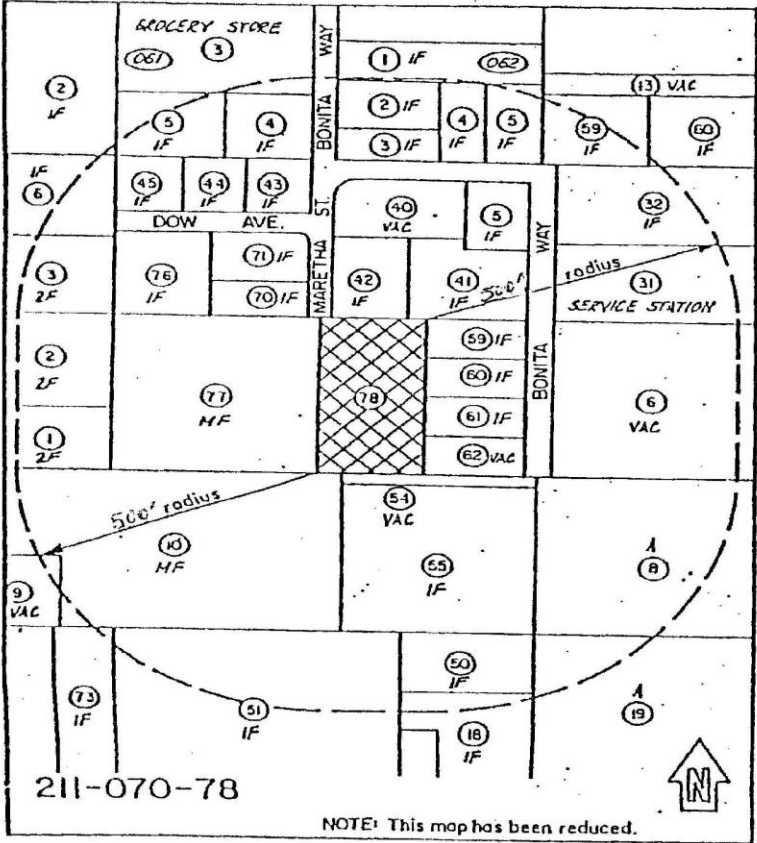 GROCERY STORE
061 3
WAY
BONITA
1 1F 062
2
1F
13 VAC
5
1F
4
1F
2 1F
3 1F
4
1F
5
1F
59
1F
60
1F
1F
6
45
1F
44
1F
43
1F
DOW AVE.
MARETHA ST.
40
VAC
5
1F
BONITA WAY
32
1F
3
2F
76
1F
71 1F
70 1F
42
1F
41
1F
500' radius
31
SERVICE STATION
2
2F
77
MF
78
59 1F
60 1F
61 1F
62 VAC
6
VAC
1
2F
500' radius
10
MF
54
VAC
55
1F
A
8
9
VAC
73
1F
51
1F
50
1F
18
1F
A
19
211-070-78
N
NOTE: This map has been reduced.